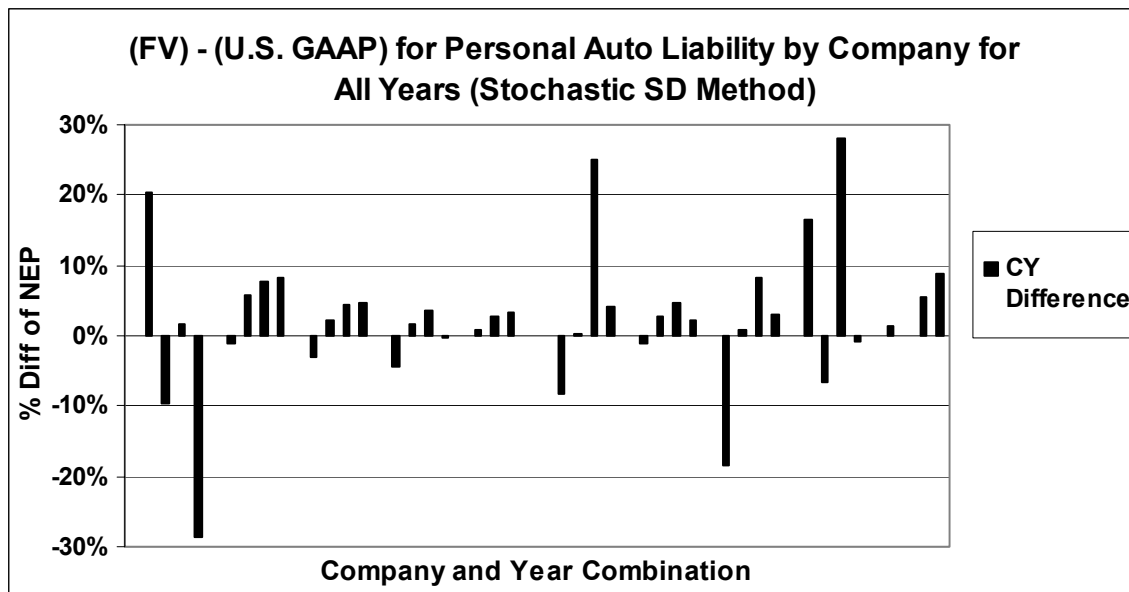 (FV) - (U.S. GAAP) for Personal Auto Liability by Company for
All Years (Stochastic SD Method)
30%
20%
10%
0%
-10%
-20%
-30%
% Diff of NEP
CY
Difference
Company and Year Combination